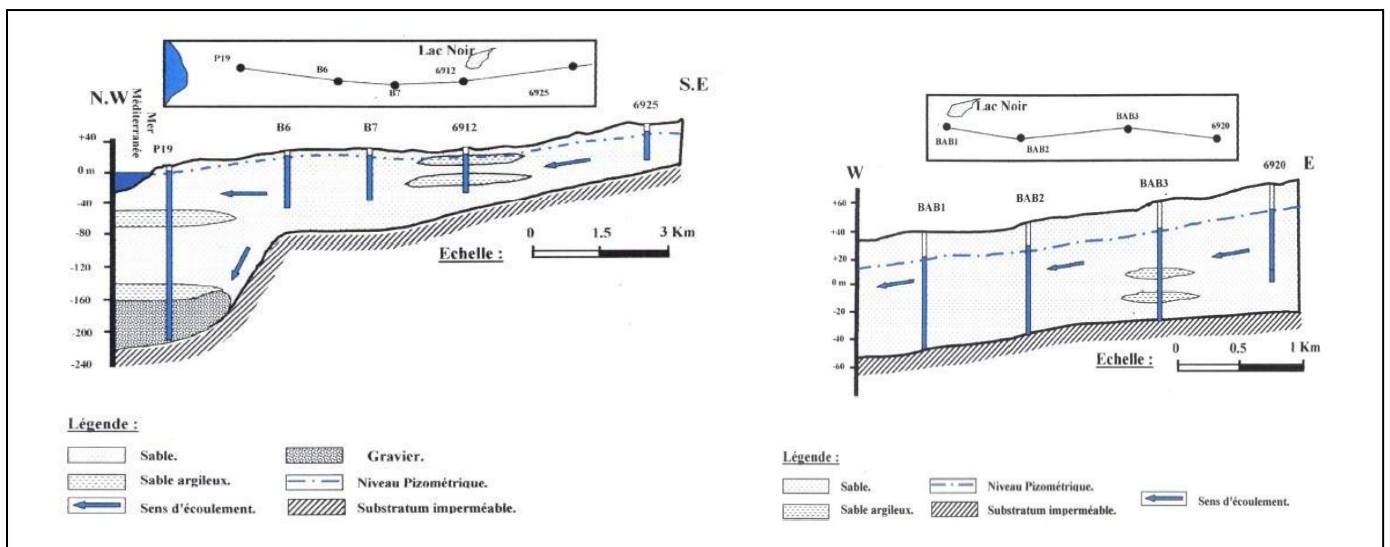 Lac Noir
P19
B6
B7
6912
6925
N.W
S.E
Mer
Méditerranée
P19
B6
B7
6912
6925
+40
0 m
-40
-80
-120
-160
-200
-240
Echelle :
0
1.5
3 Km
Légende :
Sable.
Gravier.
Sable argileux.
Niveau Pizométrique.
Sens d'écoulement.
Substratum imperméable.
Lac Noir
BAB1
BAB2
BAB3
6920
W
E
BAB1
BAB2
BAB3
6920
+60
+40
+20
0 m
-20
-40
-60
Echelle :
0
0.5
1 Km
Légende :
Sable.
Niveau Pizométrique.
Sens d'écoulement.
Sable argileux.
Substratum imperméable.